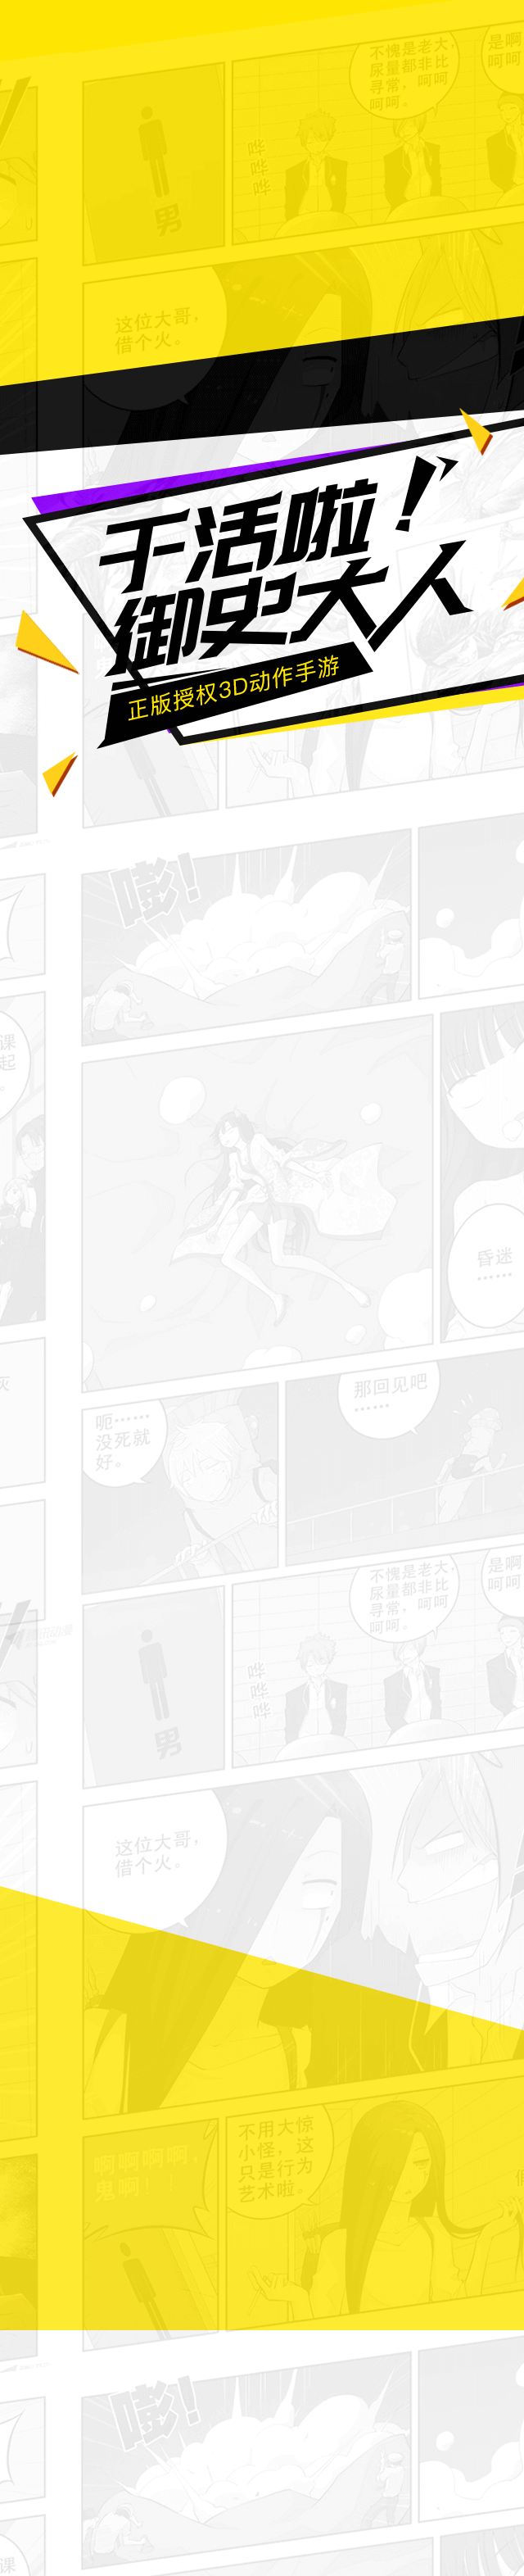 不愧是老大,
尿量都非比
寻常，呵呵
呵呵。
是啊
呵呵
哗
哗
哗
男
这位大哥，
借个火。
干活啦！
御史大人
正版授权3D动作手游
嘭！
课
起
昏迷
……
那回见吧
……
呃……
没死就
好。
灰
不愧是老大,
尿量都非比
寻常，呵呵
呵呵。
是啊
呵呵
哗
哗
哗
男
这位大哥，
借个火。
啊啊啊啊，
鬼啊！
不用大惊
小怪，这
只是行为
艺术啦。
嘭！
课